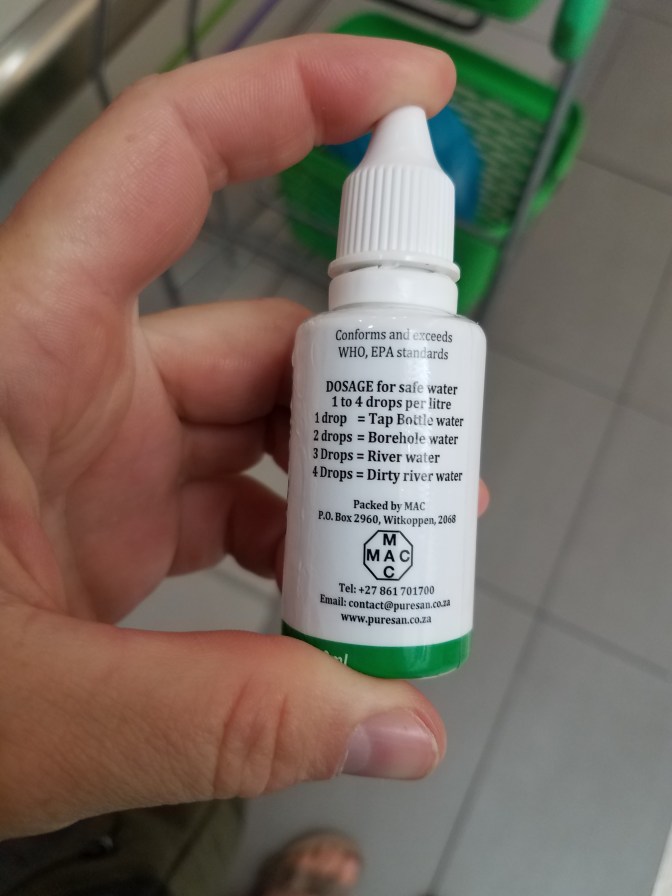 Conforms and exceeds
WHO, EPA standards
DOSAGE for safe water
1 to 4 drops per litre
1 drop = Tap Bottle water
2 drops = Borehole water
3 Drops = River water
4 Drops = Dirty river water
Packed by MAC
P.O. Box 2960, Witkoppen, 2068
M
MAC
C
Tel: +27 861 701700
Email: contact@puresan.co.za
www.puresan.co.za
ml